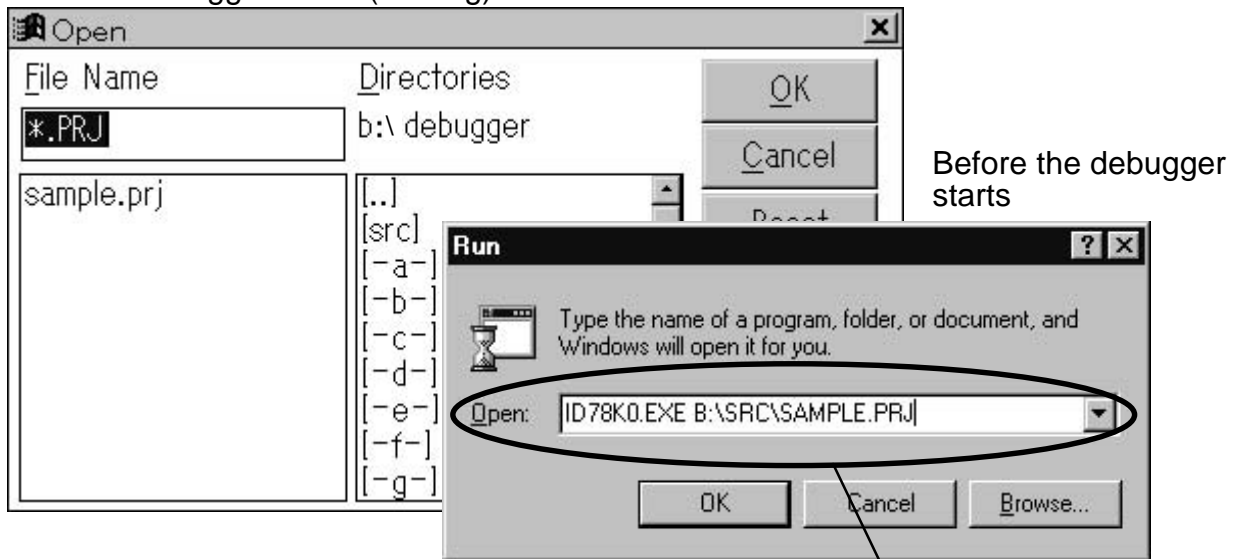 Open
File Name
Directories
OK
*.PRJ
b:\ debugger
Cancel
Before the debugger
starts
sample.prj
[..]
[src]
[-a-]
[-b-]
[-c-]
[-d-]
[-e-]
[-f-]
[-g-]
Run
Type the name of a program, folder, or document, and
Windows will open it for you.
Open:
ID78K0.EXE B:\SRC\SAMPLE.PRJ
OK
Cancel
Browse...